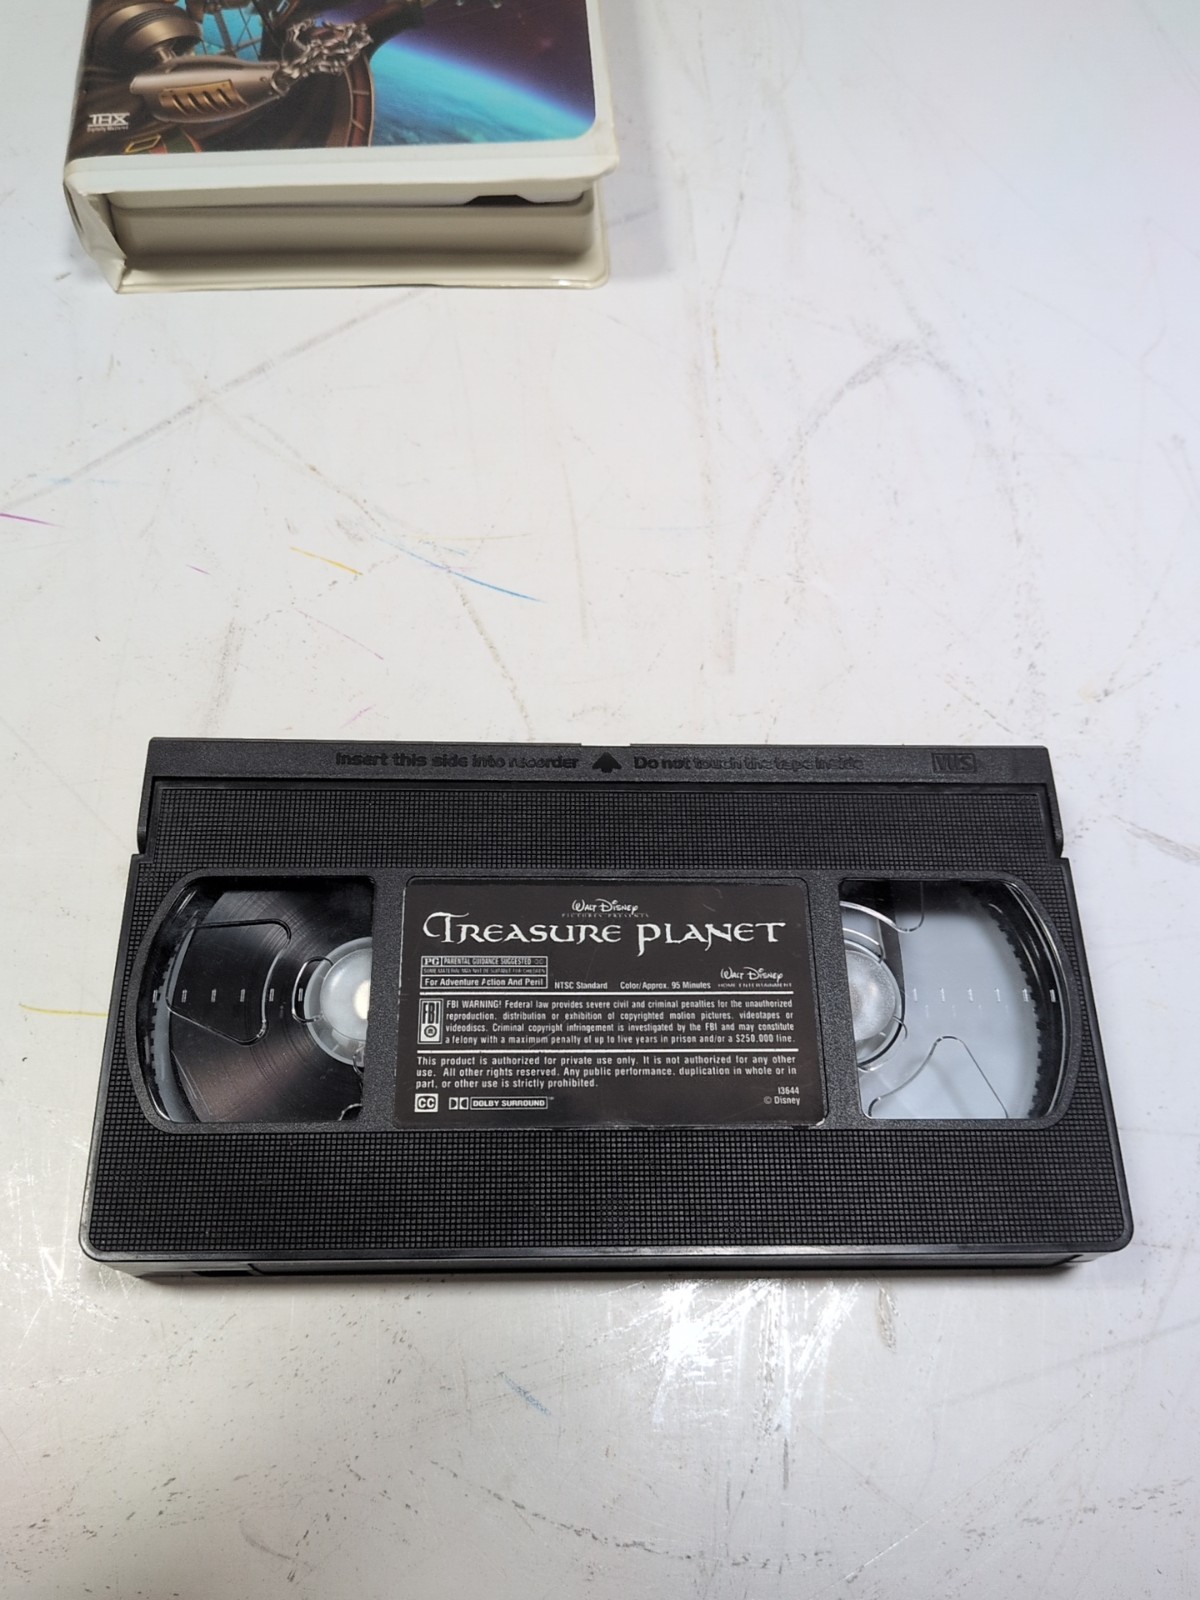 THX
Digitally Mastered
Insert this side into recorder Do not touch the tape inside VHS
WALT DISNEY
PICTURES PRESENTS
TREASURE PLANET
PG PARENTAL GUIDANCE SUGGESTED
SOME MATERIAL MAY NOT BE SUITABLE FOR CHILDREN
For Adventure Action And Peril
NTSC Standard Color/Approx. 95 Minutes
WALT DISNEY
HOME ENTERTAINMENT
FBI
FBI WARNING! Federal law provides severe civil and criminal penalties for the unauthorized
reproduction, distribution or exhibition of copyrighted motion pictures, videotapes or
videodiscs. Criminal copyright infringement is investigated by the FBI and may constitute
a felony with a maximum penalty of up to five years in prison and/or a $250,000 fine.
This product is authorized for private use only. It is not authorized for any other
use. All other rights reserved. Any public performance, duplication in whole or in
part, or other use is strictly prohibited.
CC DOLBY SURROUND
13644
© Disney